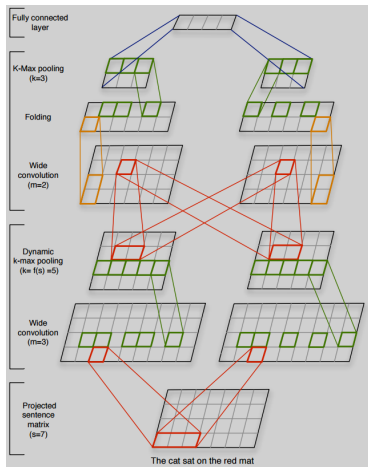 Fully connected
layer
K-Max pooling
(k=3)
Folding
Wide
convolution
(m=2)
Dynamic
k-max pooling
(k= f(s) =5)
Wide
convolution
(m=3)
Projected
sentence
matrix
(s=7)
The cat sat on the red mat